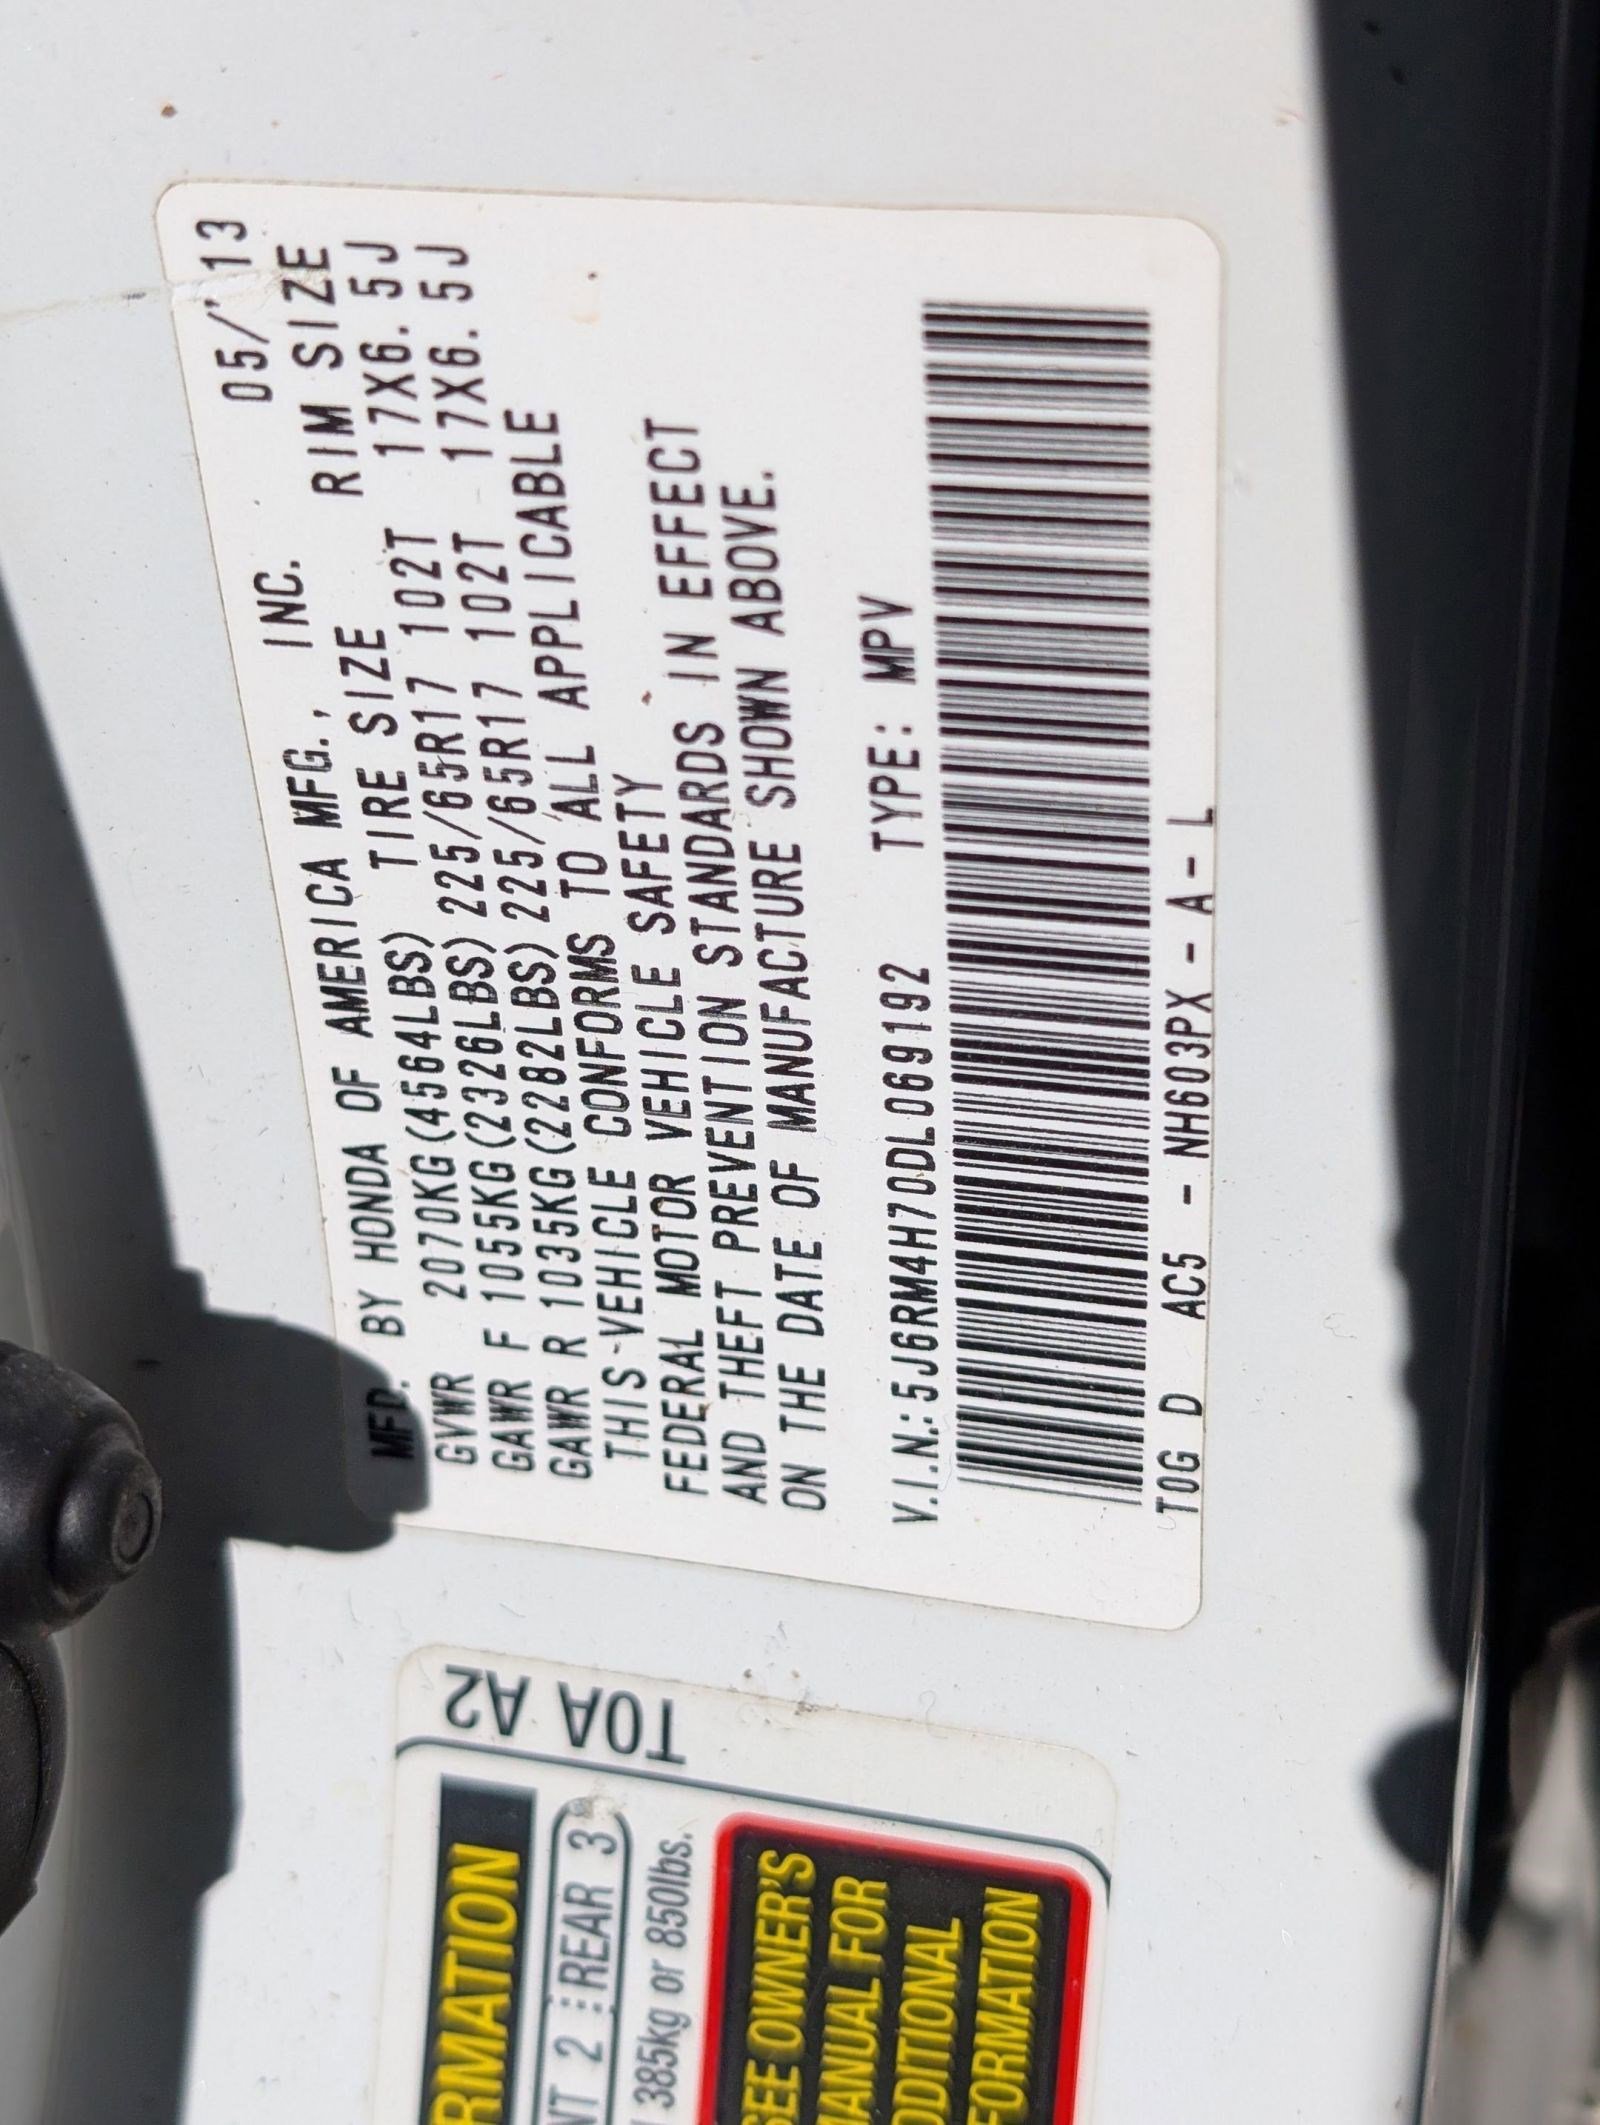 MFD. BY HONDA OF AMERICA MFG., INC. 05/'13
GVWR 2070KG(4564LBS) TIRE SIZE RIM SIZE
GAWR F 1055KG(2326LBS) 225/65R17 102T 17X6.5J
GAWR R 1035KG(2282LBS) 225/65R17 102T 17X6.5J
THIS VEHICLE CONFORMS TO ALL APPLICABLE
FEDERAL MOTOR VEHICLE SAFETY
AND THEFT PREVENTION STANDARDS IN EFFECT
ON THE DATE OF MANUFACTURE SHOWN ABOVE.
V.I.N.: 5J6RM4H70DL069192 TYPE: MPV
T0G D AC5 - NH603PX - A - L
T0A A2
RMATION
NT 2 REAR 3
385kg or 850lbs.
SEE OWNER'S
MANUAL FOR
DDITIONAL
FORMATION